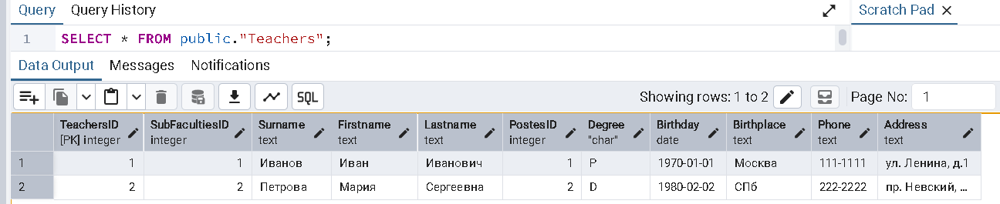 Query Query History Scratch Pad
1 SELECT * FROM public."Teachers";
Data Output Messages Notifications
SQL Showing rows: 1 to 2 Page No: 1
TeachersID SubFacultiesID Surname Firstname Lastname PostesID Degree Birthday Birthplace Phone Address
[PK] integer integer text text text integer "char" date text text text
1 1 1 Иванов Иван Иванович 1 P 1970-01-01 Москва 111-1111 ул. Ленина, д.1
2 2 2 Петрова Мария Сергеевна 2 D 1980-02-02 СПб 222-2222 пр. Невский, ...